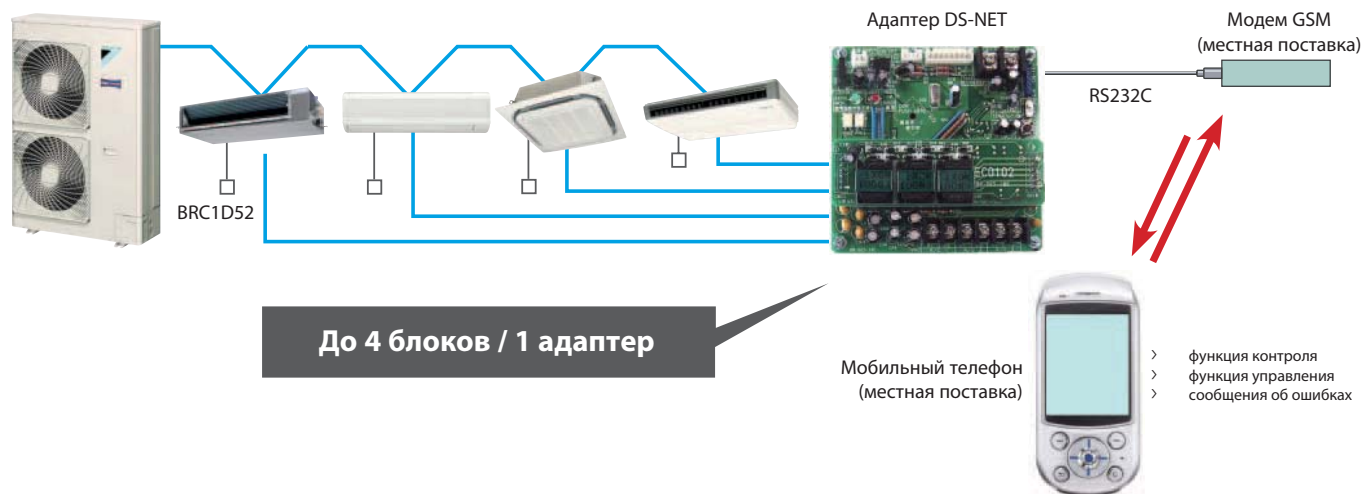 Адаптер DS-NET
Модем GSM
(местная поставка)
RS232C
BRC1D52
C0102
До 4 блоков / 1 адаптер
Мобильный телефон
(местная поставка)
› функция контроля
› функция управления
› сообщения об ошибках